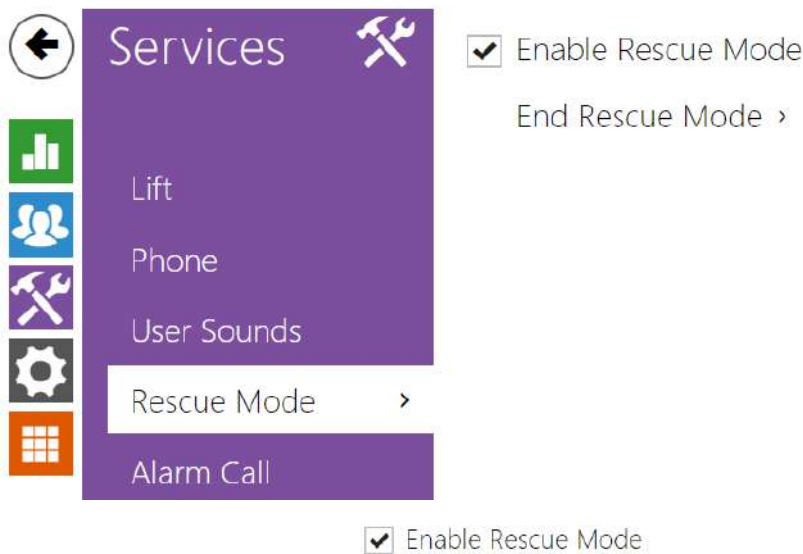 Services
Lift
Phone
User Sounds
Rescue Mode
Alarm Call
Enable Rescue Mode
End Rescue Mode
Enable Rescue Mode